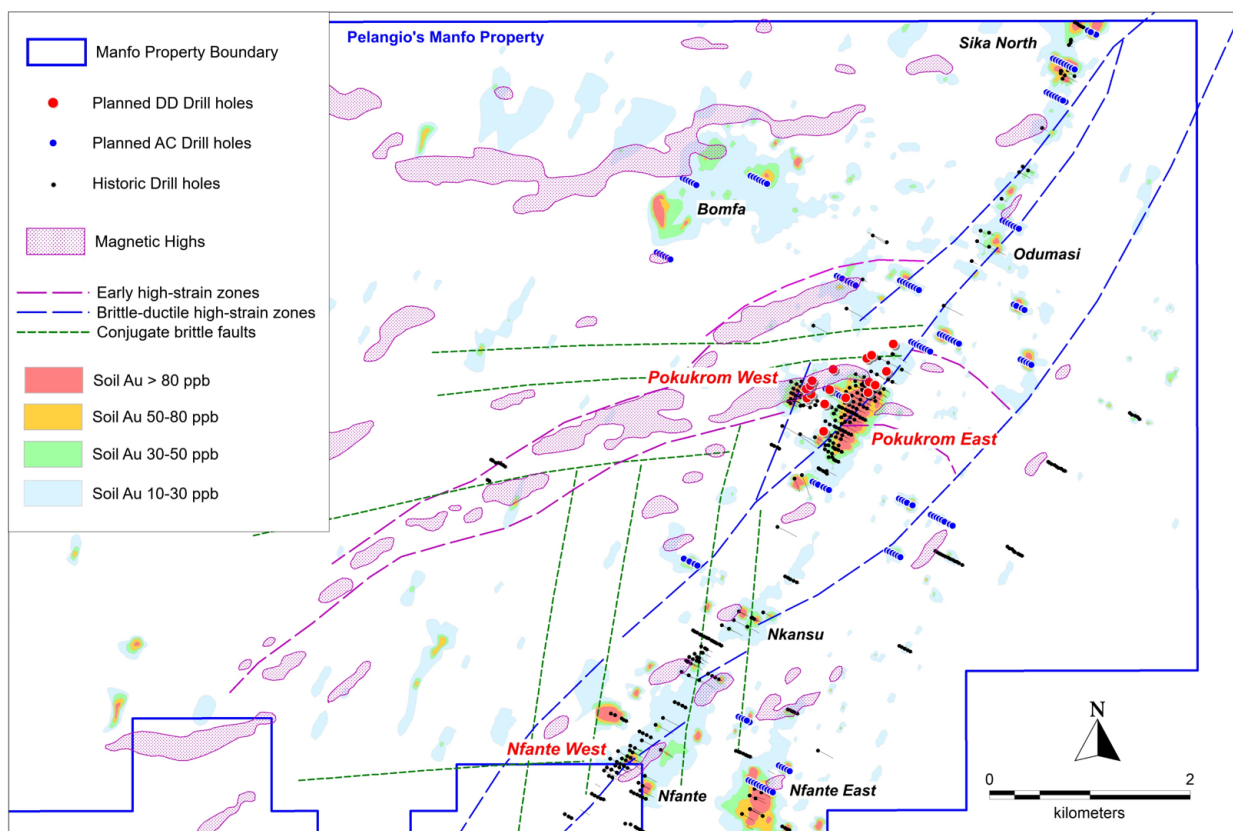 Pelangio's Manfo Property
Manfo Property Boundary
Planned DD Drill holes
Planned AC Drill holes
Historic Drill holes
Magnetic Highs
Early high-strain zones
Brittle-ductile high-strain zones
Conjugate brittle faults
Soil Au > 80 ppb
Soil Au 50-80 ppb
Soil Au 30-50 ppb
Soil Au 10-30 ppb
Sika North
Bomfa
Odumasi
Pokukrom West
Pokukrom East
Nkansu
Nfante West
Nfante
Nfante East
N
0 2
kilometers